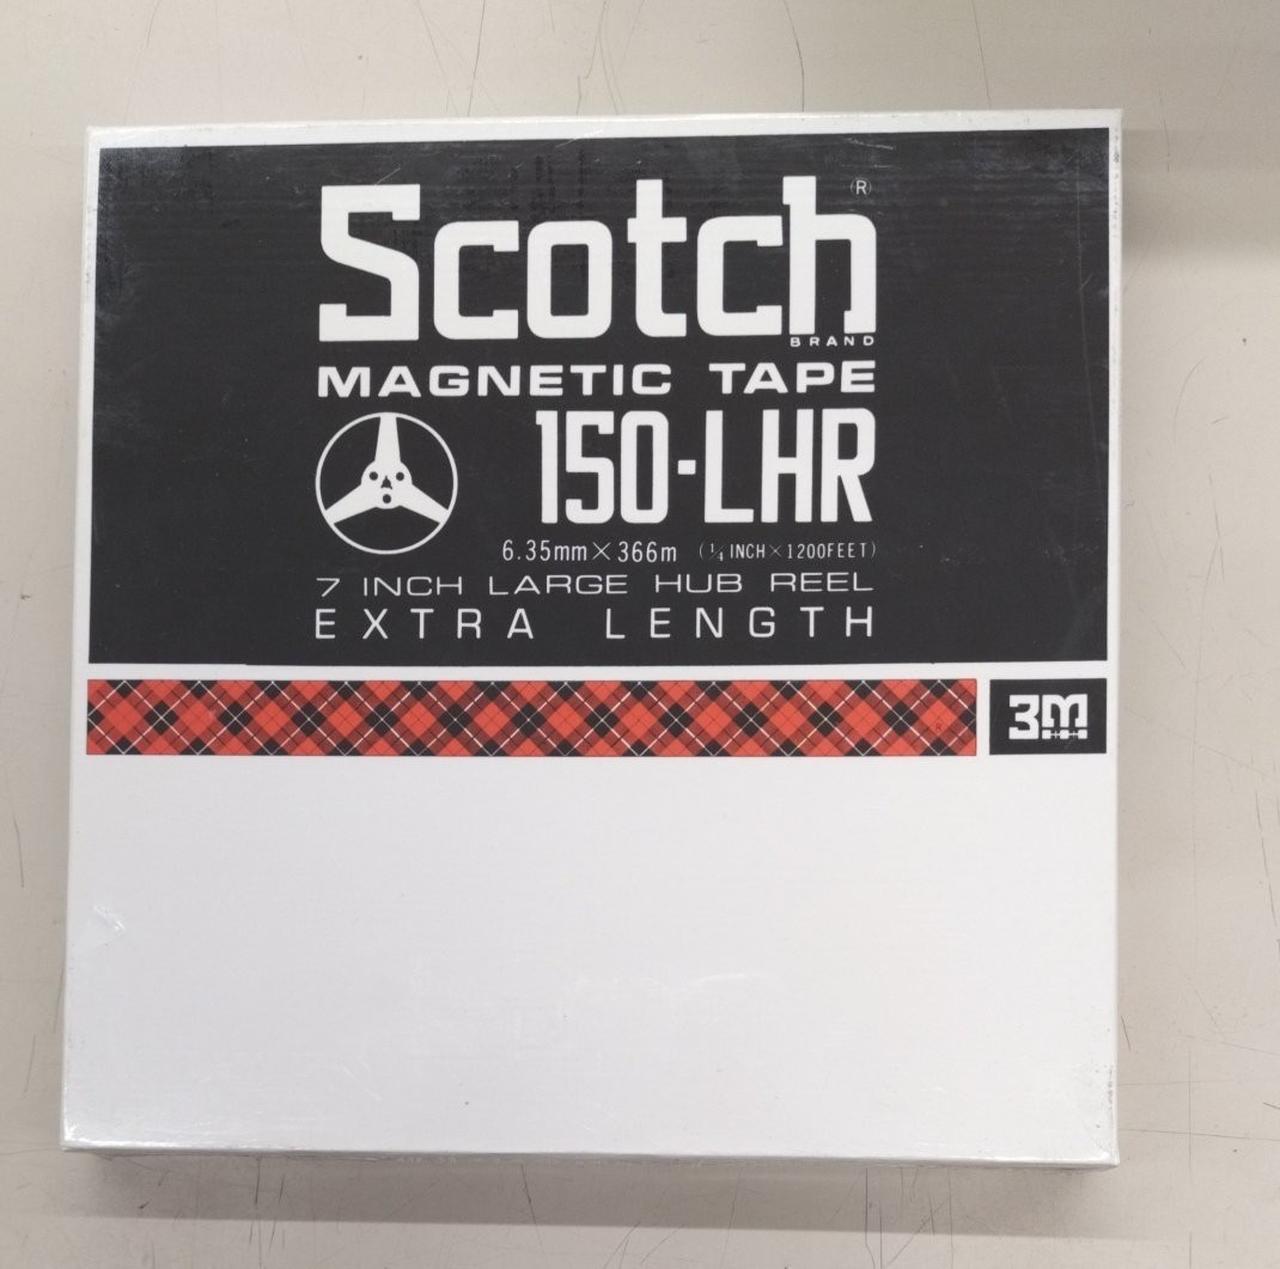 Scotch®
BRAND
MAGNETIC TAPE
150-LHR
6.35mm×366m (¼ INCH×1200FEET)
7 INCH LARGE HUB REEL
EXTRA LENGTH
3M